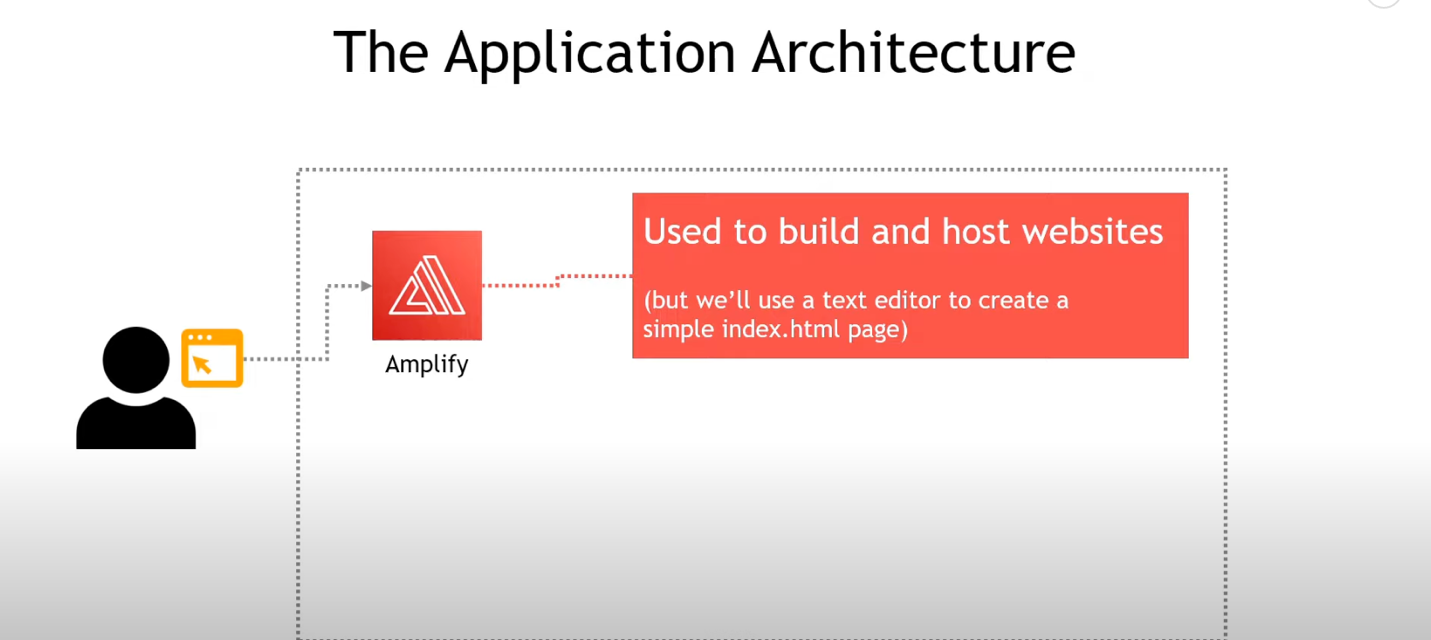 The Application Architecture
Used to build and host websites
(but we’ll use a text editor to create a
simple index.html page)
Amplify